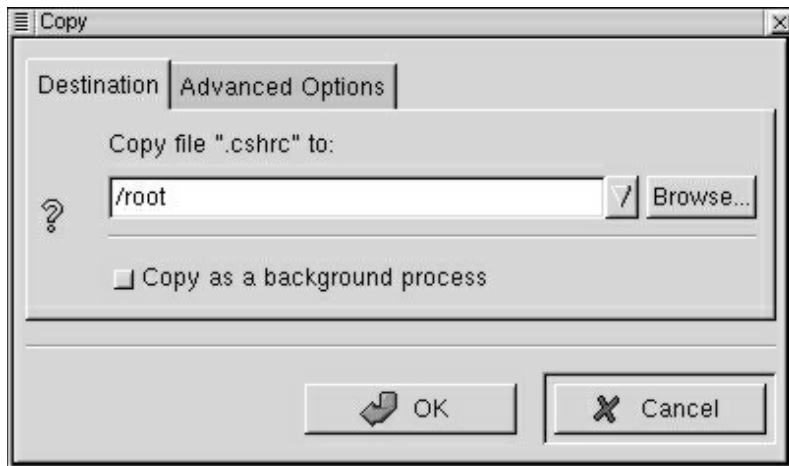 Copy
Destination Advanced Options
Copy file ".cshrc" to:
/root Browse...
Copy as a background process
OK Cancel